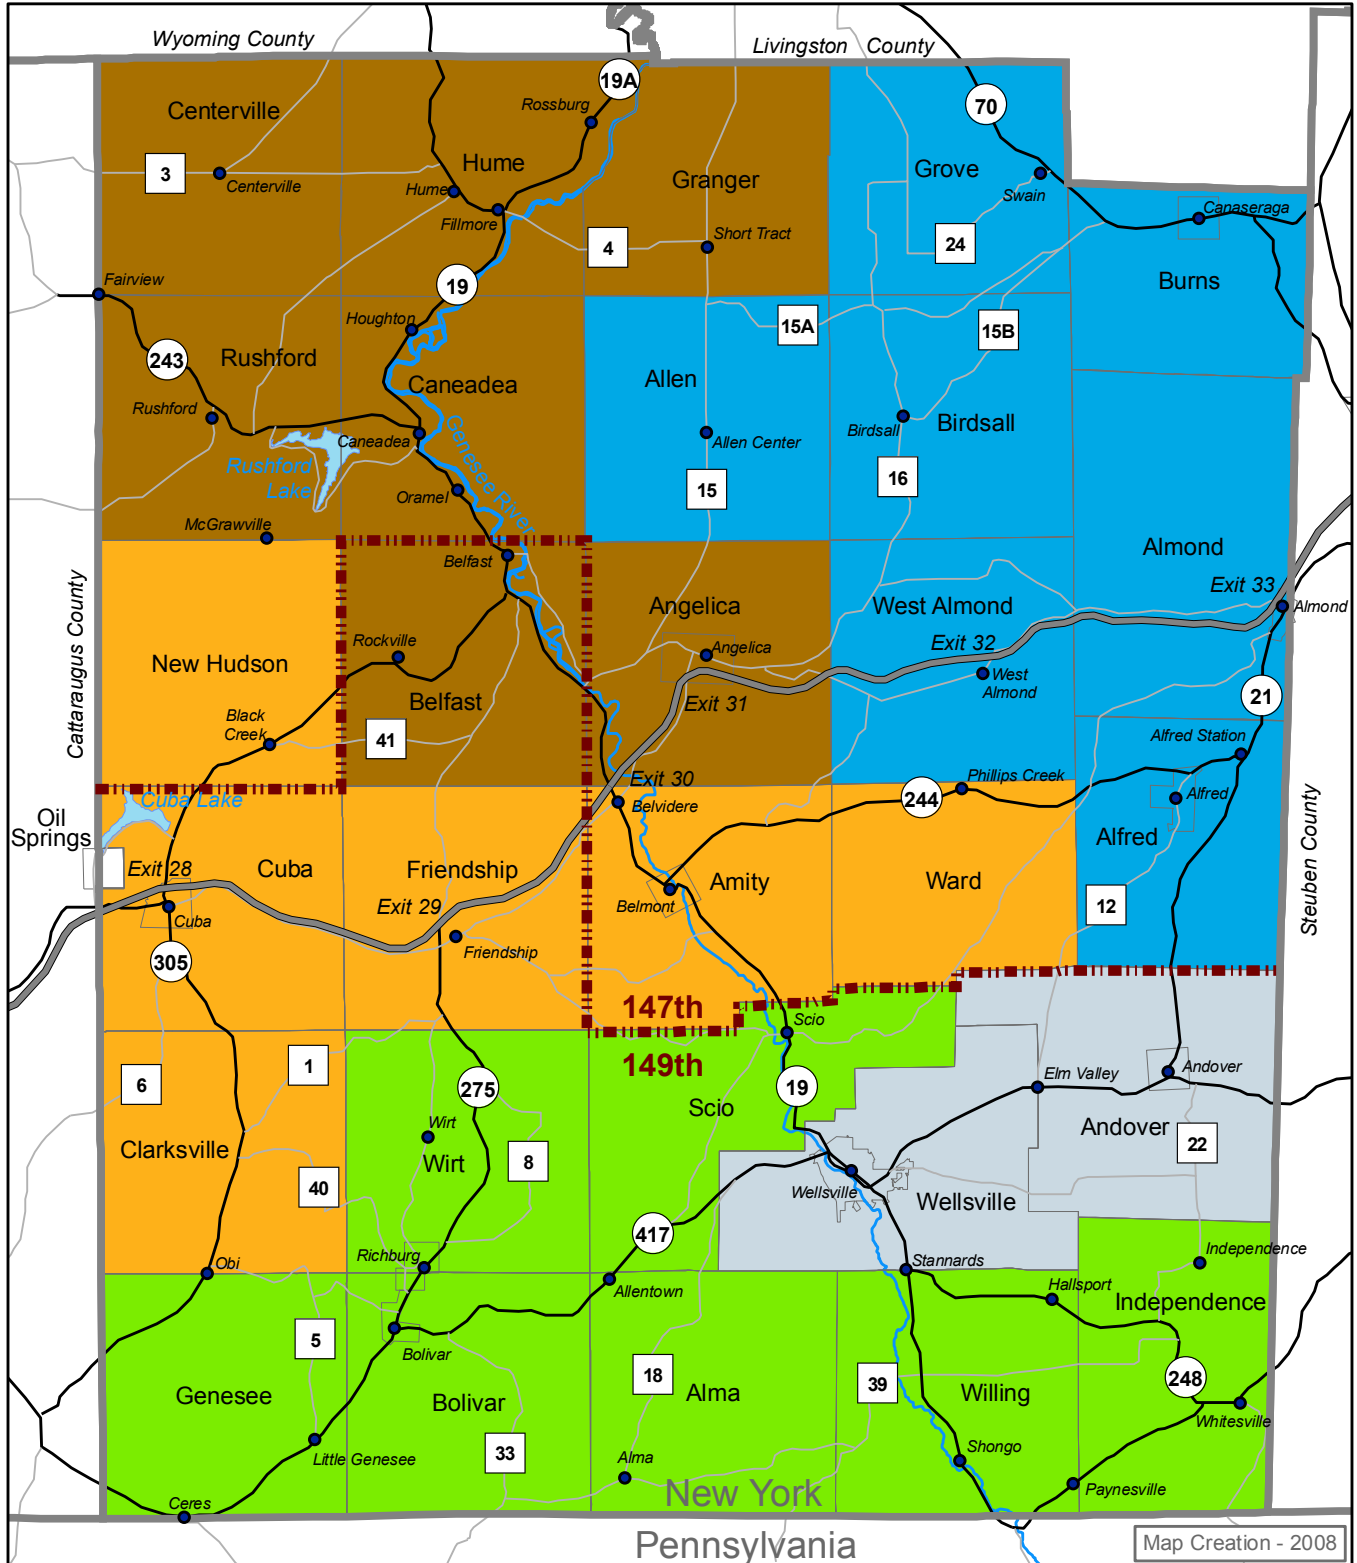 Wyoming County
Livingston County
19A
Rossburg
70
Centerville
Hume
Grove
3
Centerville
Hume
Granger
Swain
Fillmore
Canaseraga
4
Short Tract
24
Fairview
19
Burns
Houghton
15A
15B
243
Rushford
Caneadea
Allen
Rushford
Caneadea
Genesee River
Allen Center
Birdsall
Birdsall
Rushford
Lake
Oramel
15
16
McGrawville
Belfast
Almond
Cattaraugus County
Angelica
West Almond
Exit 33
Almond
New Hudson
Rockville
Angelica
Exit 32
West
Almond
Belfast
Exit 31
21
Black
Creek
41
Alfred Station
Exit 30
Phillips Creek
Cuba Lake
Belvidere
244
Alfred
Oil
Springs
Alfred
Steuben County
Exit 28
Cuba
Friendship
Amity
Ward
Exit 29
Belmont
12
Cuba
Friendship
305
147th
Scio
149th
1
6
275
19
Elm Valley
Andover
Scio
Wirt
Andover
22
Clarksville
Wirt
8
40
Wellsville
Wellsville
417
Richburg
Independence
Obi
Stannards
Allentown
Hallsport
Independence
5
Bolivar
18
39
248
Genesee
Bolivar
Alma
Willing
Whitesville
Little Genesee
33
Alma
Shongo
Paynesville
Ceres
New York
Pennsylvania
Map Creation - 2008